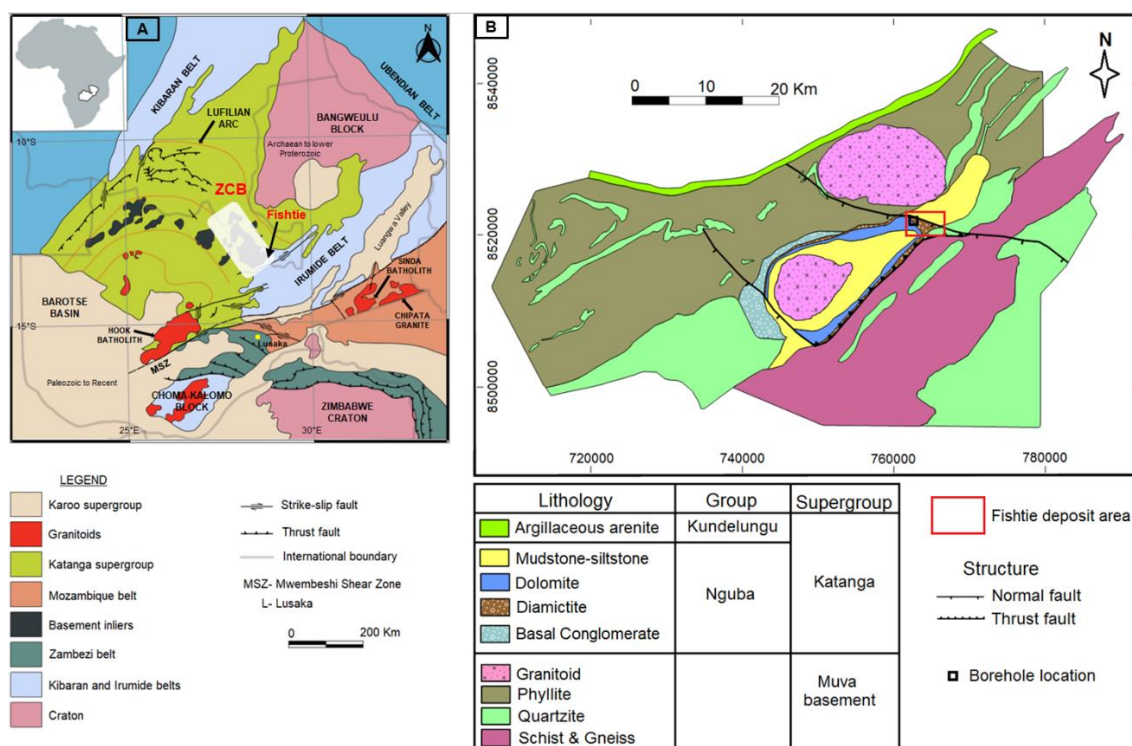 A
N
KIBARAN BELT
UBENDIAN BELT
LUFILIAN
ARC
BANGWEULU
BLOCK
10°S
Archaean to lower
Proterozoic
ZCB
Fishtie
Luangwa Valley
IRUMIDE BELT
SINDA
BATHOLITH
BAROTSE
BASIN
CHIPATA
GRANITE
15°S
HOOK
BATHOLITH
Lusaka
MSZ
Paleozoic to Recent
CHOMA-KALOMO
BLOCK
ZIMBABWE
CRATON
25°E
30°E
LEGEND
Karoo supergroup
Granitoids
Katanga supergroup
Mozambique belt
Basement inliers
Zambezi belt
Kibaran and Irumide belts
Craton
Strike-slip fault
Thrust fault
International boundary
MSZ- Mwembeshi Shear Zone
L- Lusaka
0 200 Km
B
N
0 10 20 Km
8540000
8520000
8500000
720000 740000 760000 780000
Lithology Group Supergroup
Argillaceous arenite Kundelungu
Mudstone-siltstone
Dolomite
Diamictite
Basal Conglomerate
Nguba
Katanga
Granitoid
Phyllite
Quartzite
Schist & Gneiss
Muva
basement
Fishtie deposit area
Structure
Normal fault
Thrust fault
Borehole location